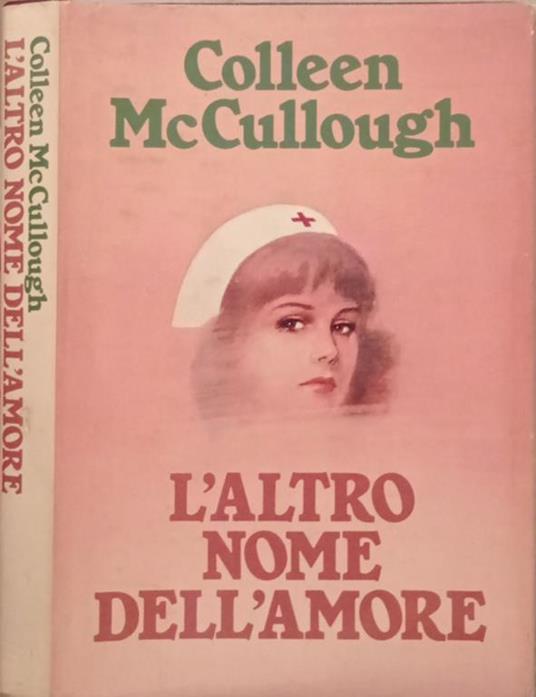 Colleen McCullough
L'ALTRO NOME DELL'AMORE
Colleen
McCullough
L'ALTRO
NOME
DELL'AMORE